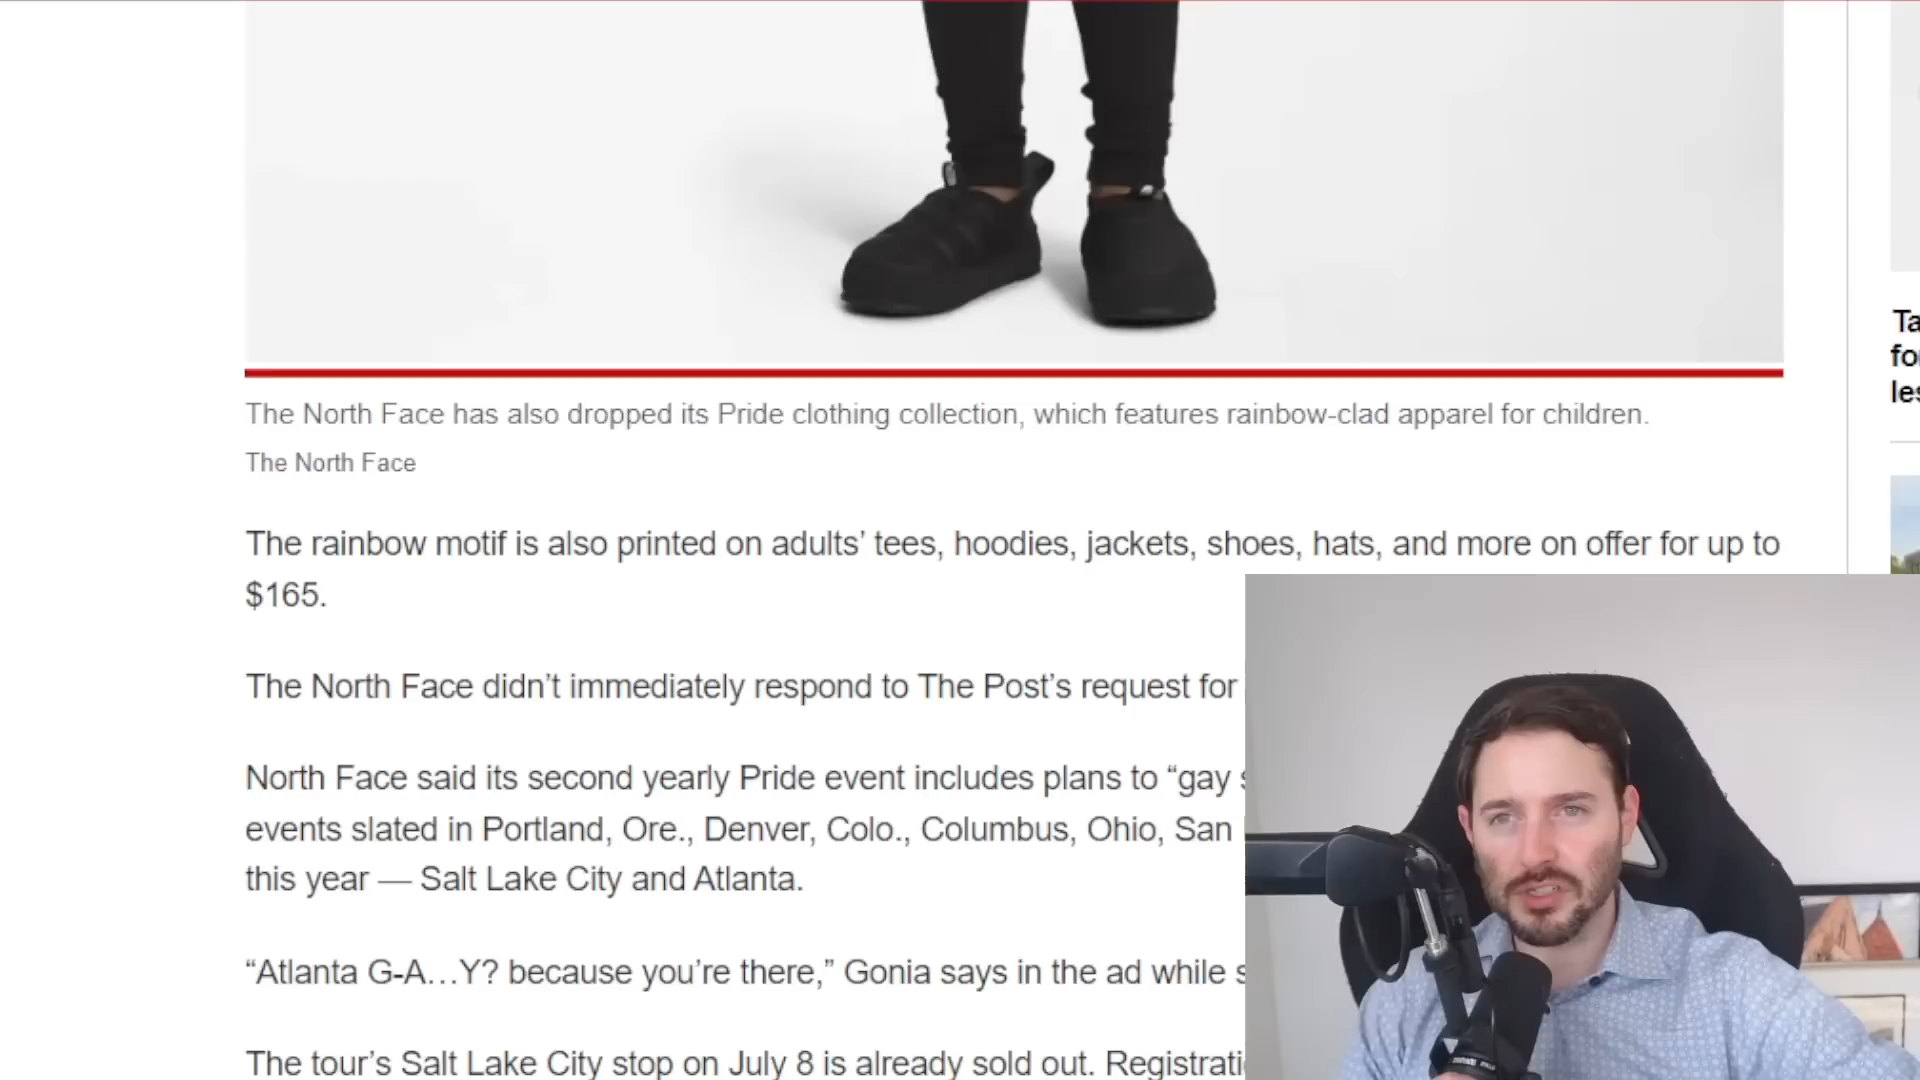 The North Face has also dropped its Pride clothing collection, which features rainbow-clad apparel for children.
The North Face
The rainbow motif is also printed on adults’ tees, hoodies, jackets, shoes, hats, and more on offer for up to
$165.
The North Face didn’t immediately respond to The Post’s request for
North Face said its second yearly Pride event includes plans to “gay
events slated in Portland, Ore., Denver, Colo., Columbus, Ohio, San
this year — Salt Lake City and Atlanta.
“Atlanta G-A…Y? because you’re there,” Gonia says in the ad while
The tour’s Salt Lake City stop on July 8 is already sold out.